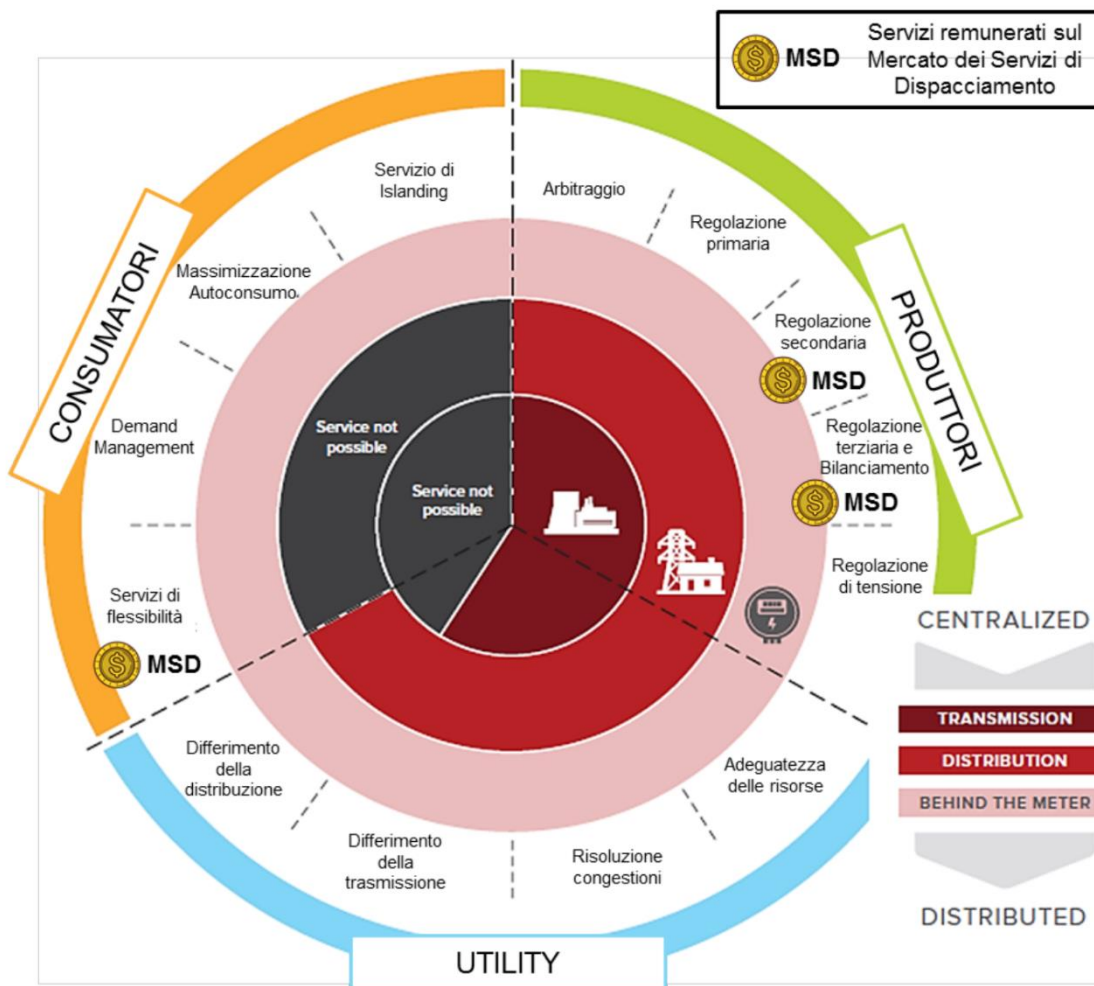 MSD
Servizi remunerati sul
Mercato dei Servizi di
Dispacciamento
Servizio di
Islanding
Arbitraggio
Regolazione
primaria
Massimizzazione
Autoconsumo
Regolazione
secondaria
MSD
CONSUMATORI
PRODUTTORI
Demand
Management
Service not
possible
Service not
possible
Regolazione
terziaria e
Bilanciamento
MSD
Servizi di
flessibilità
MSD
Regolazione
di tensione
CENTRALIZED
TRANSMISSION
DISTRIBUTION
BEHIND THE METER
DISTRIBUTED
Differimento
della
distribuzione
Adeguatezza
delle risorse
Differimento
della
trasmissione
Risoluzione
congestioni
UTILITY